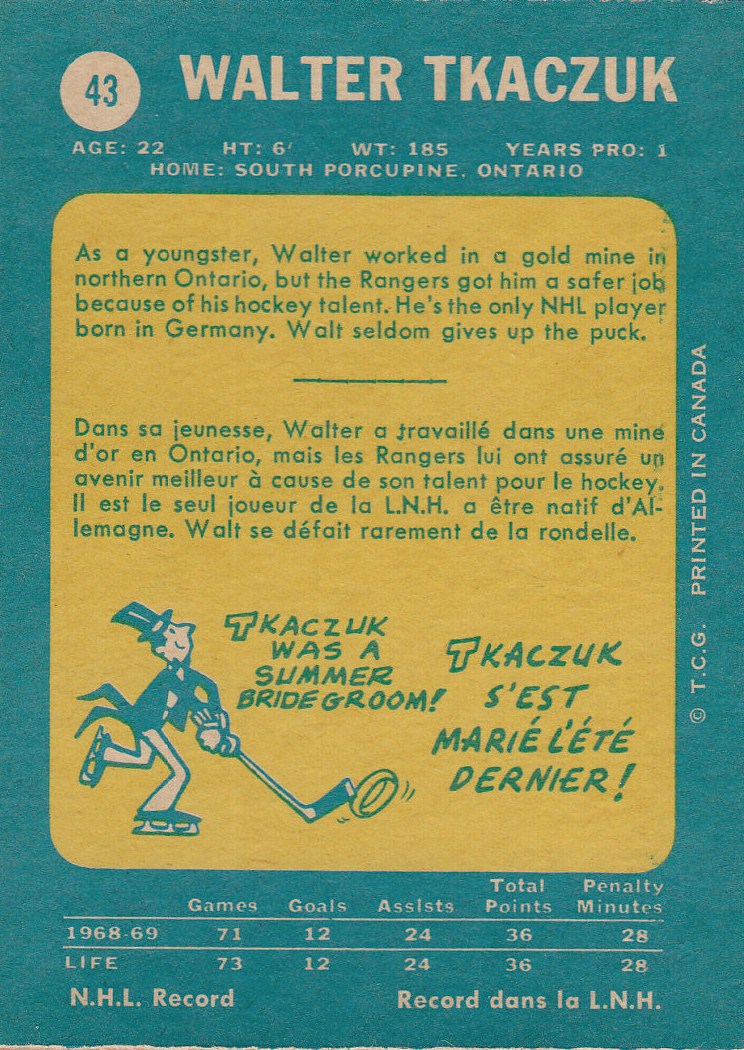 43
WALTER TKACZUK
AGE: 22 HT: 6' WT: 185 YEARS PRO: 1
HOME: SOUTH PORCUPINE, ONTARIO
As a youngster, Walter worked in a gold mine in
northern Ontario, but the Rangers got him a safer job
because of his hockey talent. He's the only NHL player
born in Germany. Walt seldom gives up the puck.
Dans sa jeunesse, Walter a travaillé dans une mine
d'or en Ontario, mais les Rangers lui ont assuré un
avenir meilleur à cause de son talent pour le hockey.
Il est le seul joueur de la L.N.H. a être natif d'Al-
lemagne. Walt se défait rarement de la rondelle.
TKACZUK
WAS A
SUMMER
BRIDEGROOM!
TKACZUK
S'EST
MARIÉ L'ÉTÉ
DERNIER!
© T.C.G. PRINTED IN CANADA
Total Penalty
Games Goals Assists Points Minutes
1968-69 71 12 24 36 28
LIFE 73 12 24 36 28
N.H.L. Record Record dans la L.N.H.